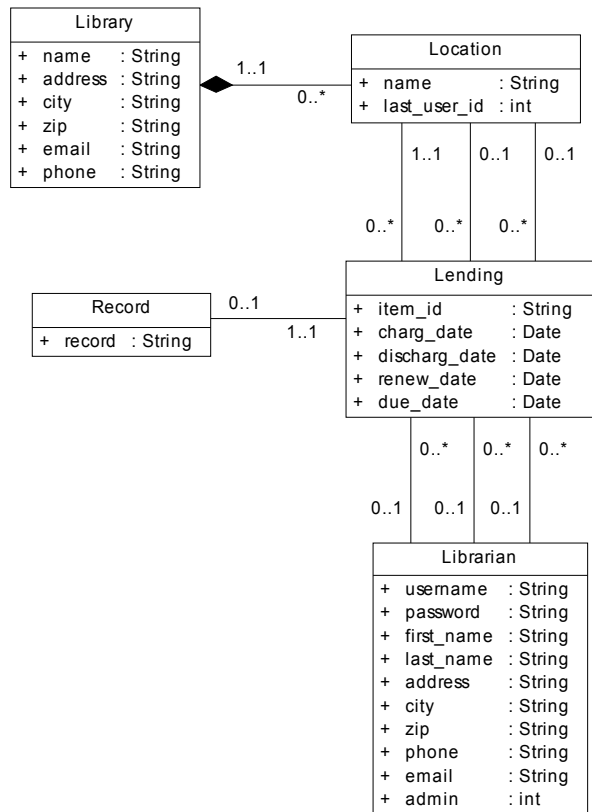 Library
+ name : String
+ address : String
+ city : String
+ zip : String
+ email : String
+ phone : String
1..1
0..*
Location
+ name : String
+ last_user_id : int
1..1
0..1
0..1
0..*
0..*
0..*
Record
+ record : String
0..1
1..1
Lending
+ item_id : String
+ charg_date : Date
+ discharg_date : Date
+ renew_date : Date
+ due_date : Date
0..*
0..*
0..*
0..1
0..1
0..1
Librarian
+ username : String
+ password : String
+ first_name : String
+ last_name : String
+ address : String
+ city : String
+ zip : String
+ phone : String
+ email : String
+ admin : int